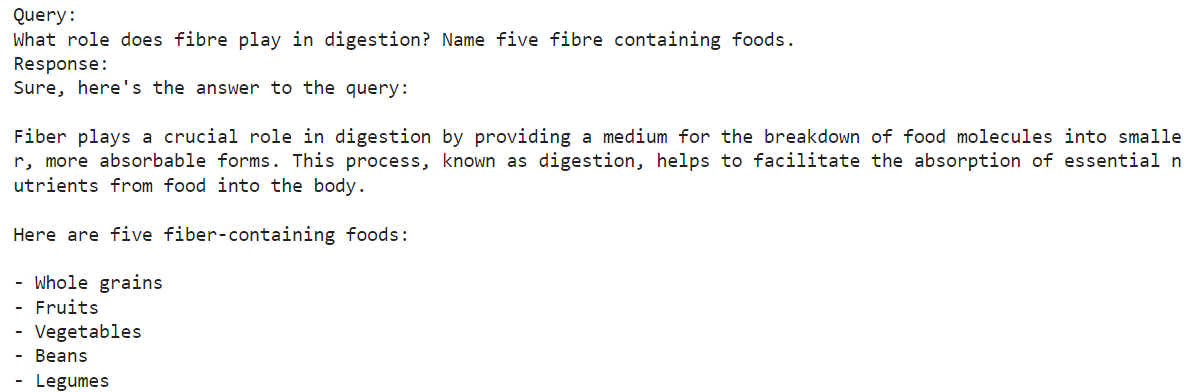 Query:
What role does fibre play in digestion? Name five fibre containing foods.
Response:
Sure, here's the answer to the query:
Fiber plays a crucial role in digestion by providing a medium for the breakdown of food molecules into smalle
r, more absorbable forms. This process, known as digestion, helps to facilitate the absorption of essential n
utrients from food into the body.
Here are five fiber-containing foods:
- Whole grains
- Fruits
- Vegetables
- Beans
- Legumes